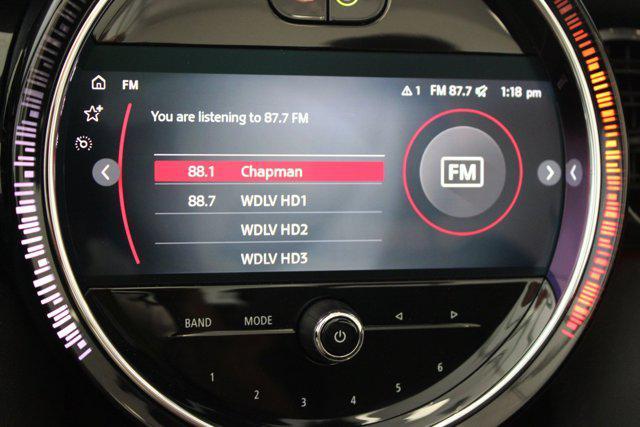 FM 1 FM 87.7 1:18 pm
You are listening to 87.7 FM
FM
88.1 Chapman
88.7 WDLV HD1
WDLV HD2
WDLV HD3
BAND MODE
1 2 3 4 5 6